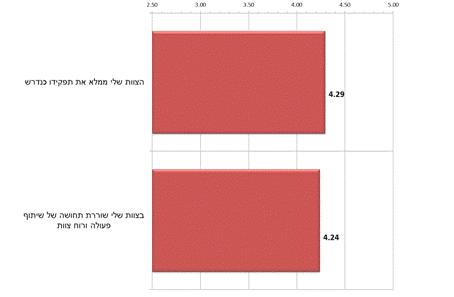 2.50 3.00 3.50 4.00 4.50 5.00
הצוות שלי ממלא את תפקידו כנדרש
4.29
בצוות שלי שוררת תחושה של שיתוף
פעולה ורוח צוות
4.24